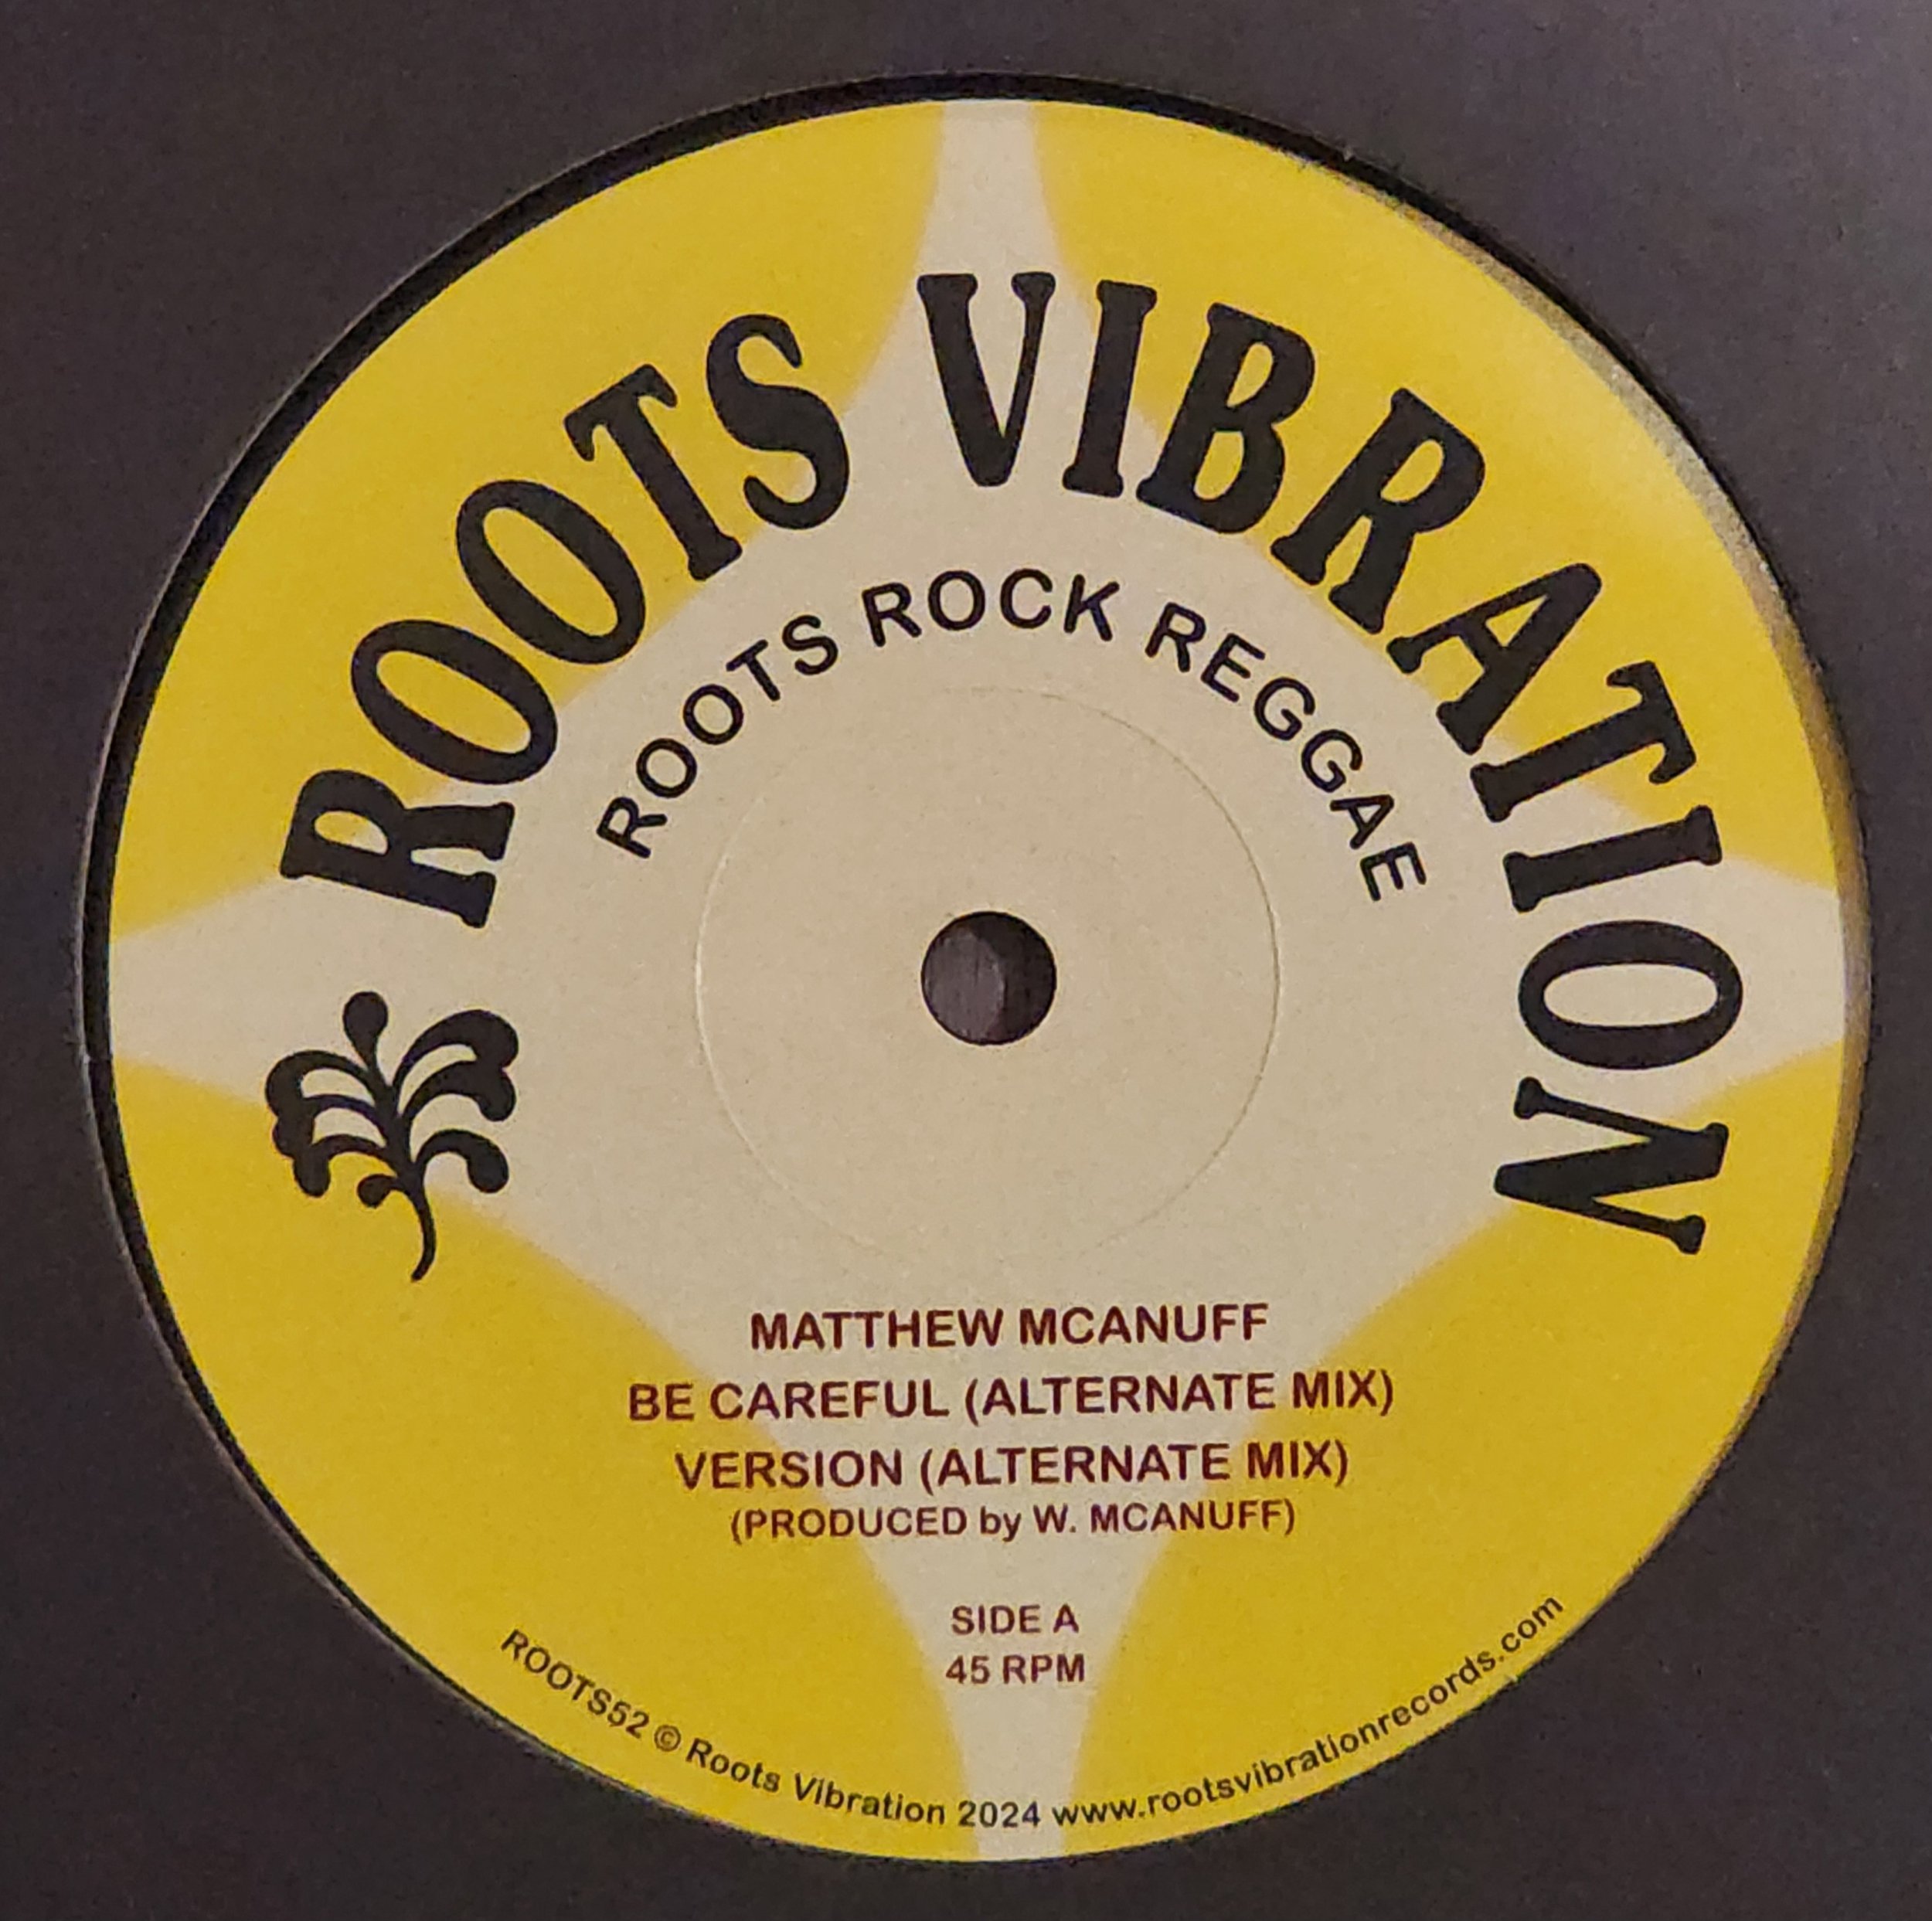 ROOTS VIBRATION
ROOTS ROCK REGGAE
MATTHEW MCANUFF
BE CAREFUL (ALTERNATE MIX)
VERSION (ALTERNATE MIX)
(PRODUCED by W. MCANUFF)
SIDE A
45 RPM
ROOTS52 © Roots Vibration 2024 www.rootsvibrationrecords.com